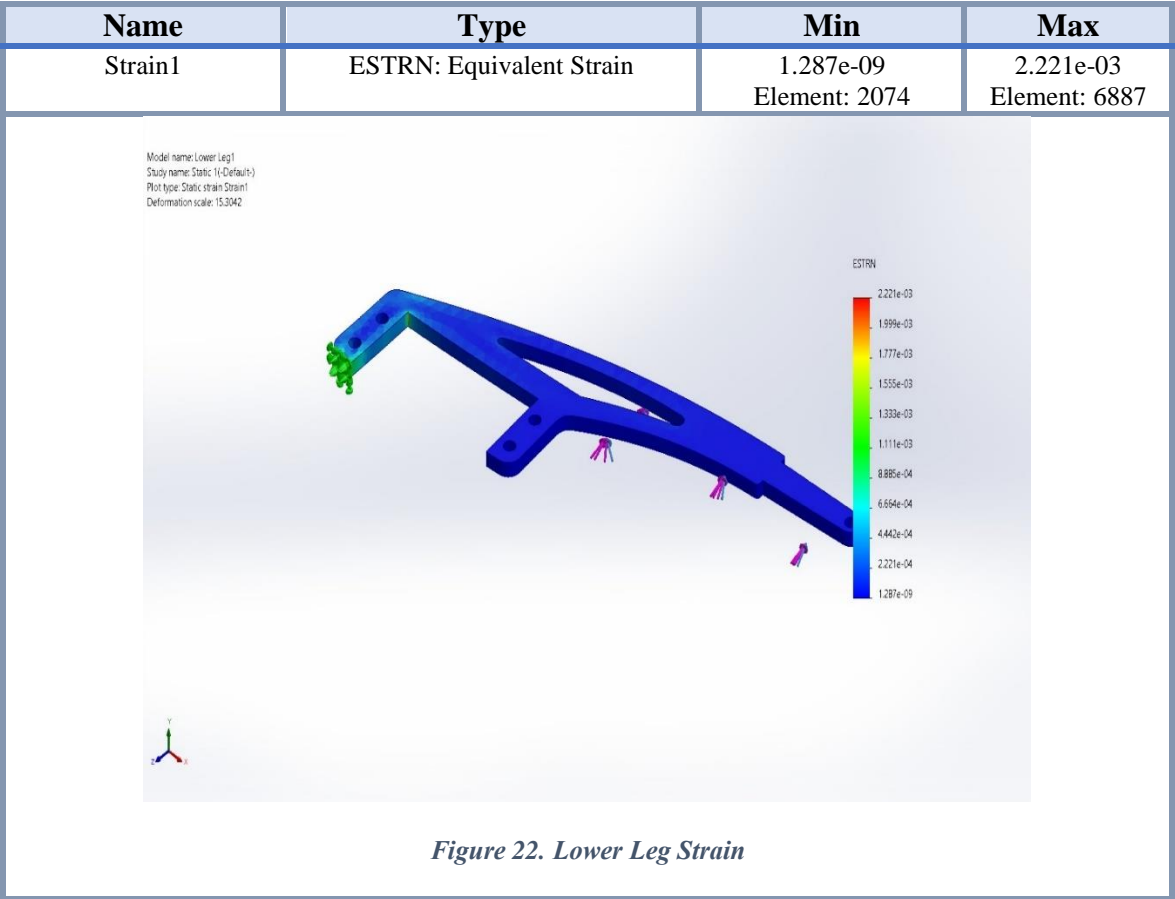 Name Type Min Max
Strain1 ESTRN: Equivalent Strain 1.287e-09 2.221e-03
Element: 2074 Element: 6887
Model name: Lower Leg1
Study name: Static 1(-Default-)
Plot type: Static strain Strain1
Deformation scale: 15.3042
ESTRN
2.221e-03
1.999e-03
1.777e-03
1.555e-03
1.333e-03
1.111e-03
8.885e-04
6.664e-04
4.442e-04
2.221e-04
1.287e-09
Y
Z X
Figure 22. Lower Leg Strain